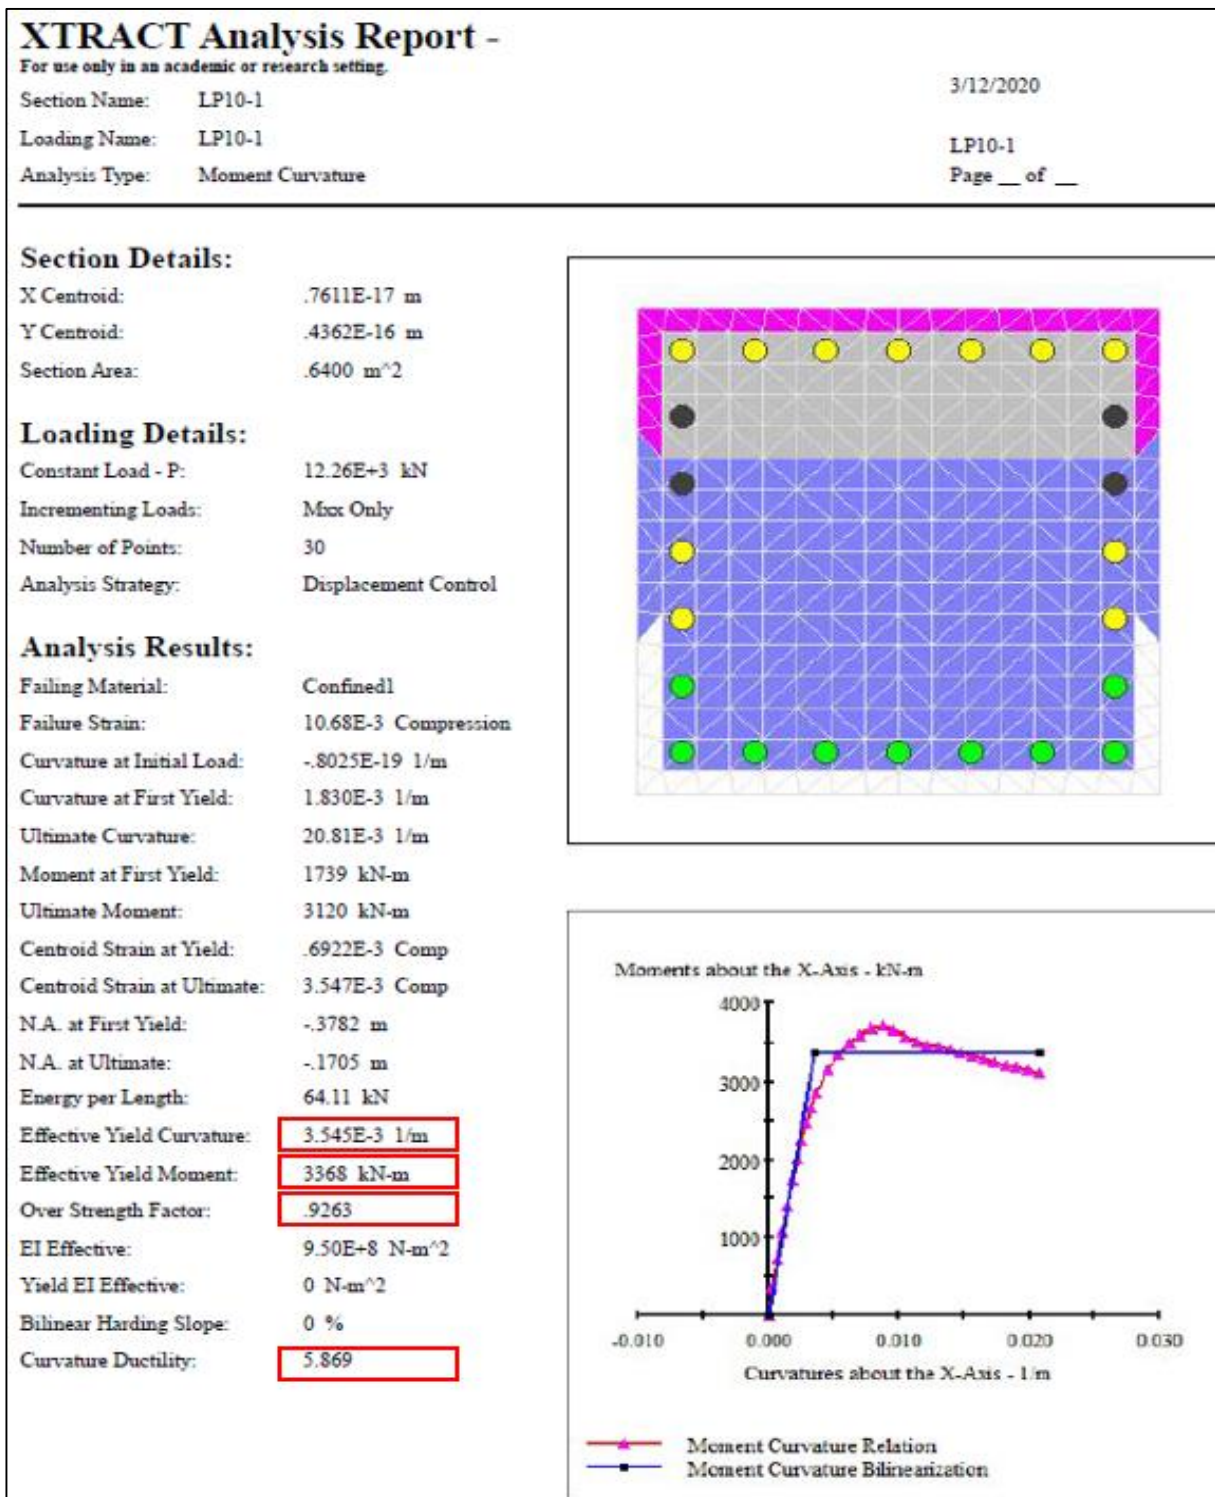 XTRACT Analysis Report -
For use only in an academic or research setting.
3/12/2020
Section Name: LP10-1
Loading Name: LP10-1
LP10-1
Analysis Type: Moment Curvature
Page __ of __
Section Details:
X Centroid: .7611E-17 m
Y Centroid: .4362E-16 m
Section Area: .6400 m^2
Loading Details:
Constant Load - P: 12.26E+3 kN
Incrementing Loads: Mxx Only
Number of Points: 30
Analysis Strategy: Displacement Control
Analysis Results:
Failing Material: Confined1
Failure Strain: 10.68E-3 Compression
Curvature at Initial Load: -.8025E-19 1/m
Curvature at First Yield: 1.830E-3 1/m
Ultimate Curvature: 20.81E-3 1/m
Moment at First Yield: 1739 kN-m
Ultimate Moment: 3120 kN-m
Centroid Strain at Yield: .6922E-3 Comp
Centroid Strain at Ultimate: 3.547E-3 Comp
N.A. at First Yield: -.3782 m
N.A. at Ultimate: -.1705 m
Energy per Length: 64.11 kN
Effective Yield Curvature: 3.545E-3 1/m
Effective Yield Moment: 3368 kN-m
Over Strength Factor: .9263
EI Effective: 9.50E+8 N-m^2
Yield EI Effective: 0 N-m^2
Bilinear Harding Slope: 0 %
Curvature Ductility: 5.869
Moments about the X-Axis - kN-m
4000
3000
2000
1000
-0.010 0.000 0.010 0.020 0.030
Curvatures about the X-Axis - 1/m
Moment Curvature Relation
Moment Curvature Bilinearization